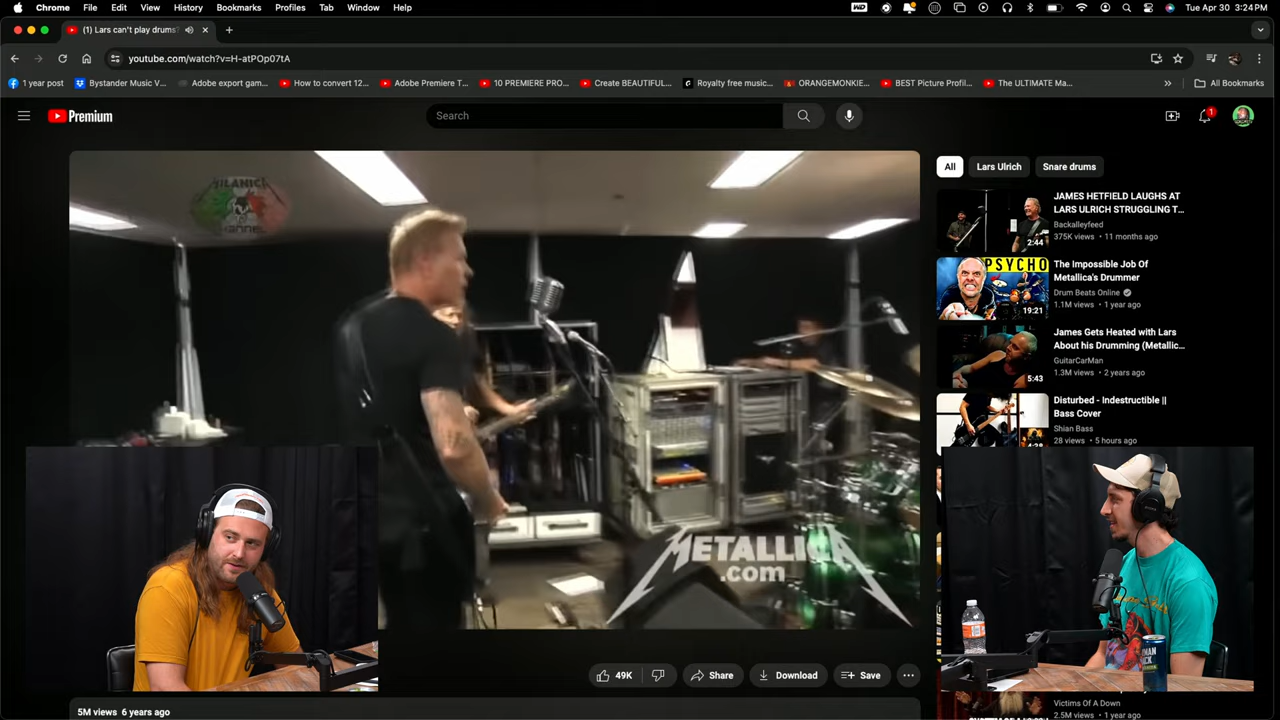 Chrome File Edit View History Bookmarks Profiles Tab Window Help
Tue Apr 30 3:24 PM
(1) Lars can't play drums?
youtube.com/watch?v=H-atPOp07tA
1 year post Bystander Music V... Adobe export gam... How to convert 12... Adobe Premiere T... 10 PREMIERE PRO... Create BEAUTIFUL... Royalty free music... ORANGEMONKIE... BEST Picture Profil... The ULTIMATE Ma... All Bookmarks
Premium
Search
1
All Lars Ulrich Snare drums
JAMES HETFIELD LAUGHS AT
LARS ULRICH STRUGGLING T...
Backalleyfeed
375K views • 11 months ago
2:44
PSYCHO
The Impossible Job Of
Metallica's Drummer
Drum Beats Online
1.1M views • 1 year ago
19:21
James Gets Heated with Lars
About his Drumming (Metallic...
GuitarCarMan
1.3M views • 2 years ago
5:43
Disturbed - Indestructible ||
Bass Cover
Shian Bass
28 views • 5 hours ago
METALLICA
.com
49K Share Download Save
5M views 6 years ago
Victims Of A Down
2.5M views • 1 year ago